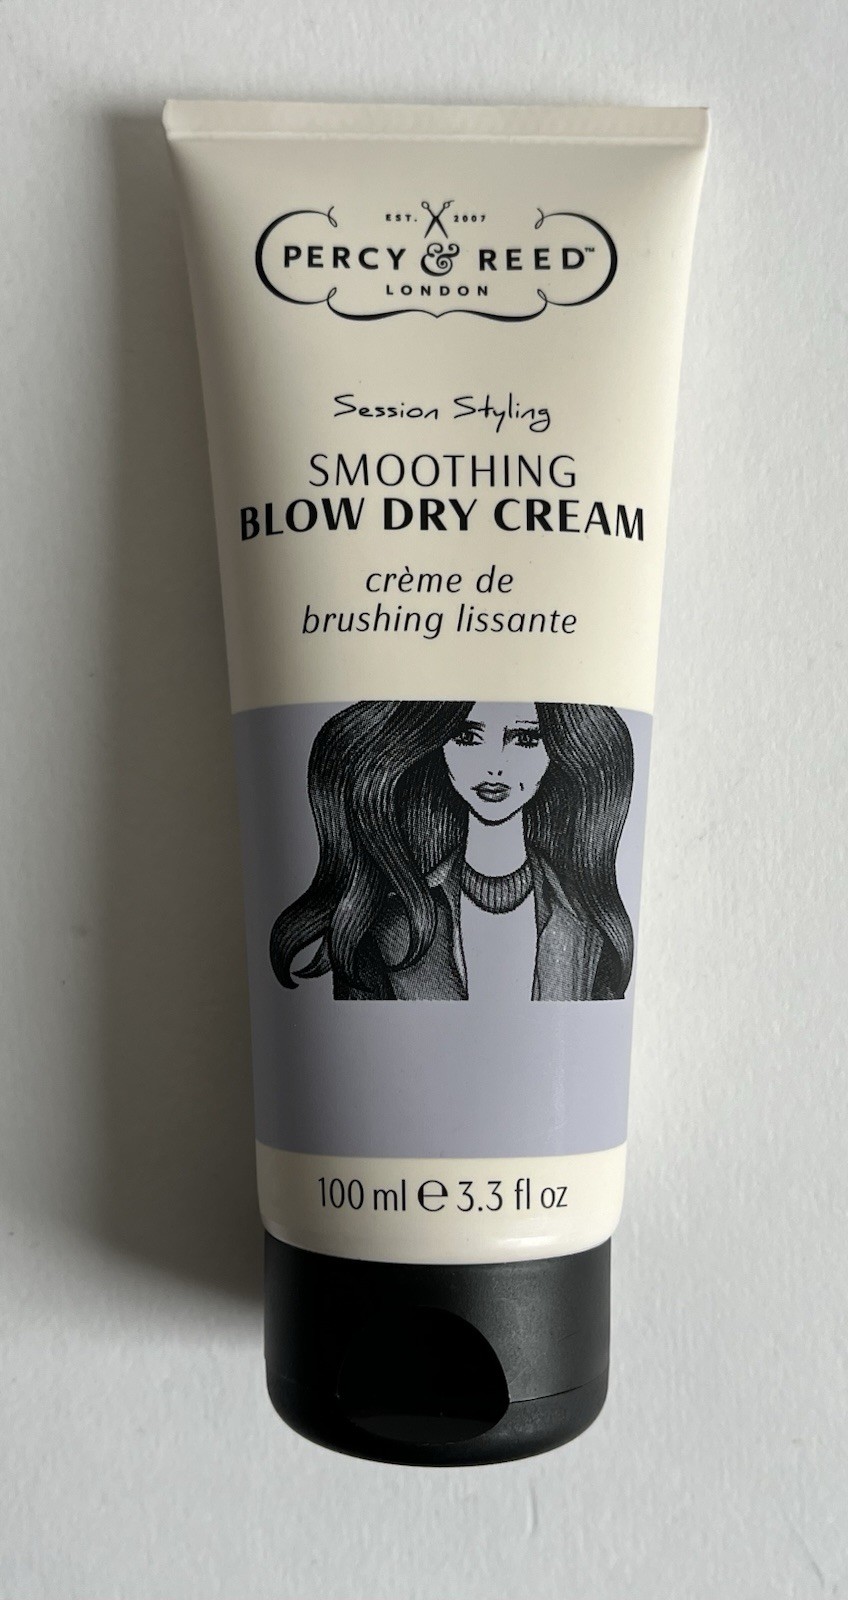 EST. 2007
PERCY & REED™
LONDON
Session Styling
SMOOTHING
BLOW DRY CREAM
crème de
brushing lissante
100 ml ℮ 3.3 fl oz